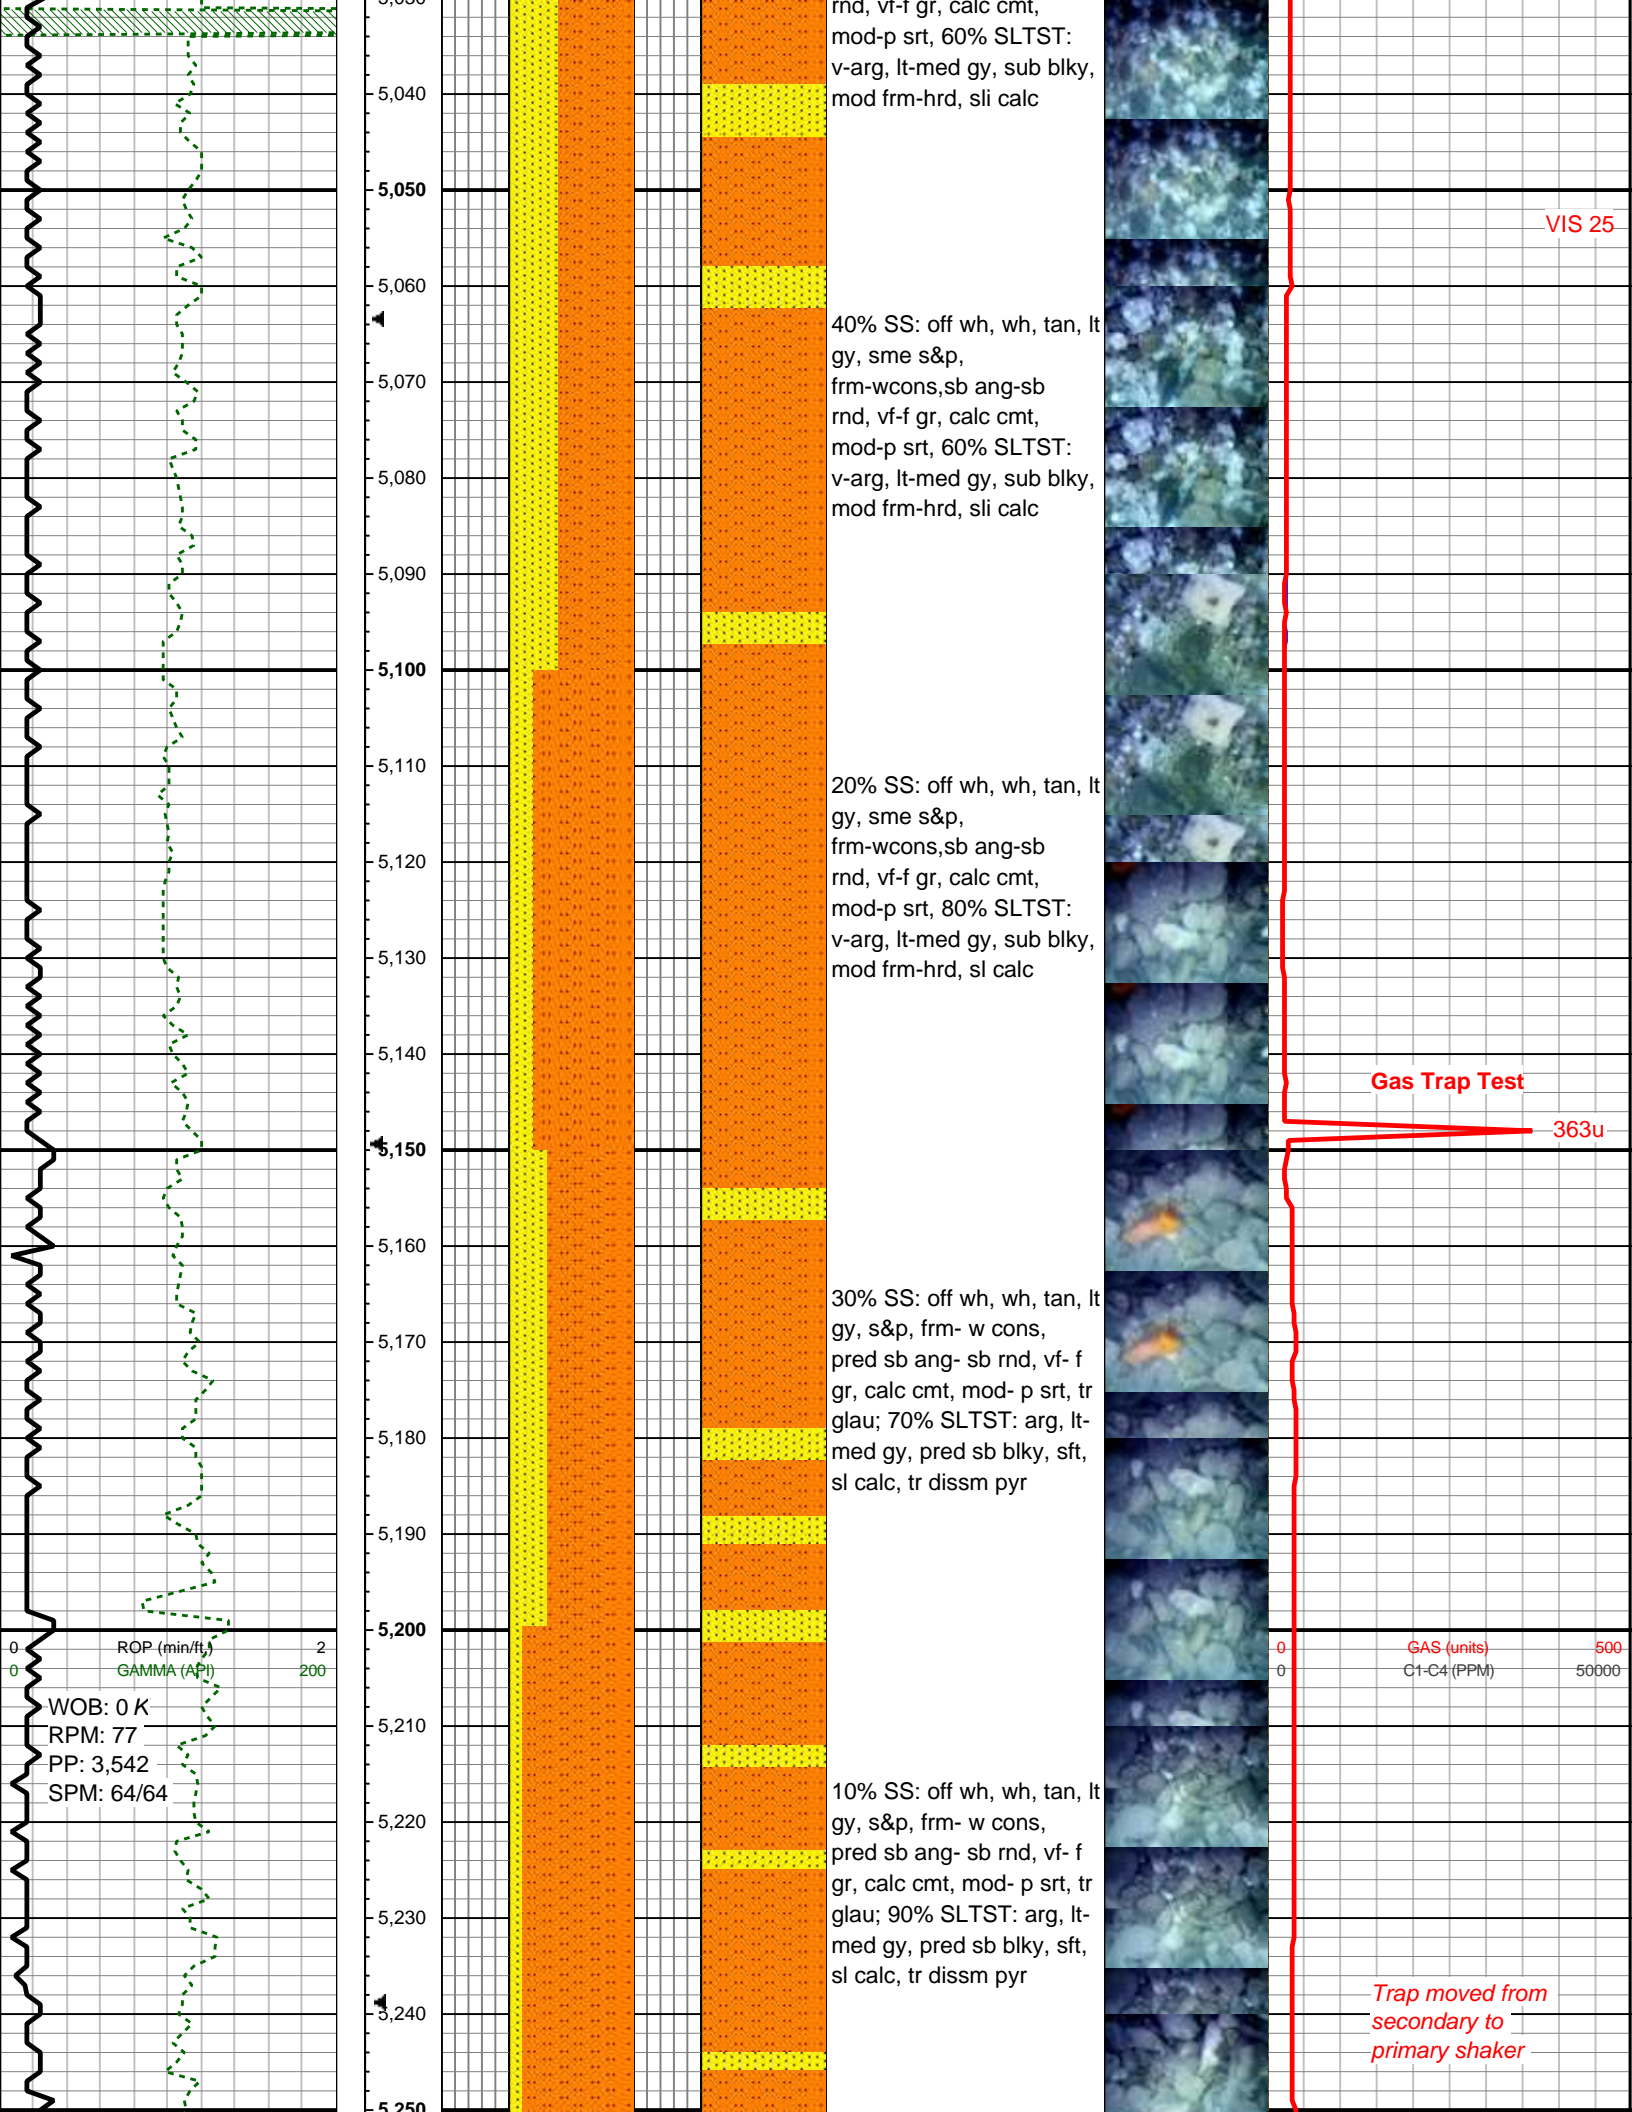 5,030
5,040
5,050
5,060
5,070
5,080
5,090
5,100
5,110
5,120
5,130
5,140
5,150
5,160
5,170
5,180
5,190
5,200
5,210
5,220
5,230
5,240
5,250
0 ROP (min/ft.) 2
0 GAMMA (API) 200
WOB: 0 K
RPM: 77
PP: 3,542
SPM: 64/64
rnd, vf-f gr, calc cmt,
mod-p srt, 60% SLTST:
v-arg, lt-med gy, sub blky,
mod frm-hrd, sli calc
40% SS: off wh, wh, tan, lt
gy, sme s&p,
frm-wcons,sb ang-sb
rnd, vf-f gr, calc cmt,
mod-p srt, 60% SLTST:
v-arg, lt-med gy, sub blky,
mod frm-hrd, sli calc
20% SS: off wh, wh, tan, lt
gy, sme s&p,
frm-wcons,sb ang-sb
rnd, vf-f gr, calc cmt,
mod-p srt, 80% SLTST:
v-arg, lt-med gy, sub blky,
mod frm-hrd, sl calc
30% SS: off wh, wh, tan, lt
gy, s&p, frm- w cons,
pred sb ang- sb rnd, vf- f
gr, calc cmt, mod- p srt, tr
glau; 70% SLTST: arg, lt-
med gy, pred sb blky, sft,
sl calc, tr dissm pyr
10% SS: off wh, wh, tan, lt
gy, s&p, frm- w cons,
pred sb ang- sb rnd, vf- f
gr, calc cmt, mod- p srt, tr
glau; 90% SLTST: arg, lt-
med gy, pred sb blky, sft,
sl calc, tr dissm pyr
VIS 25
Gas Trap Test
363u
0 GAS (units) 500
0 C1-C4 (PPM) 50000
Trap moved from
secondary to
primary shaker